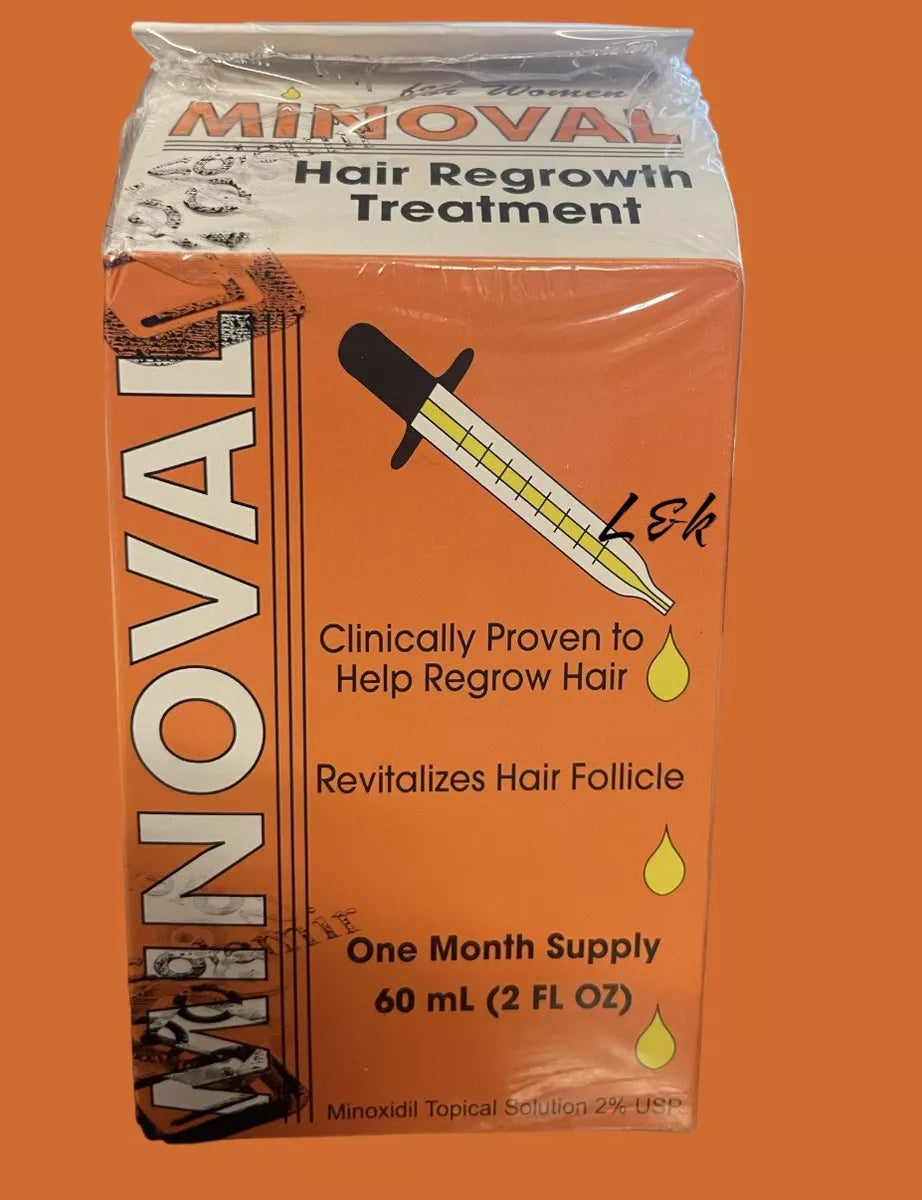 for Women
MiNOVAL
Hair Regrowth
Treatment
MINOVAL
L&k
Clinically Proven to
Help Regrow Hair
Revitalizes Hair Follicle
One Month Supply
60 mL (2 FL OZ)
Minoxidil Topical Solution 2% USP